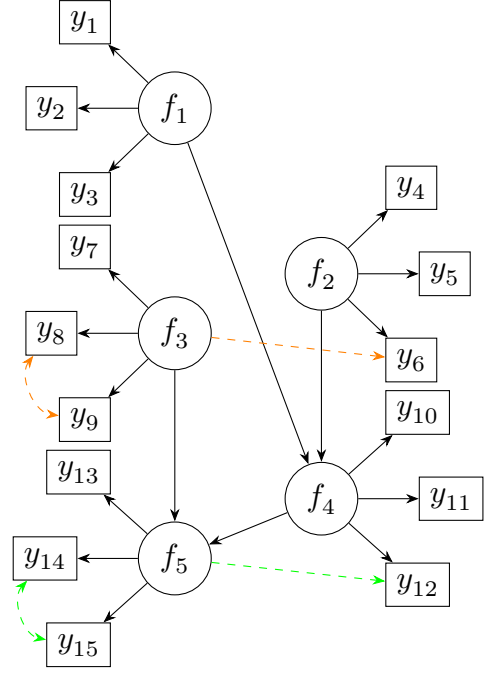 y₁
y₂
f₁
y₃
y₄
y₇
f₂
y₅
y₈
f₃
y₆
y₉
y₁₀
y₁₃
f₄
y₁₁
y₁₄
f₅
y₁₂
y₁₅